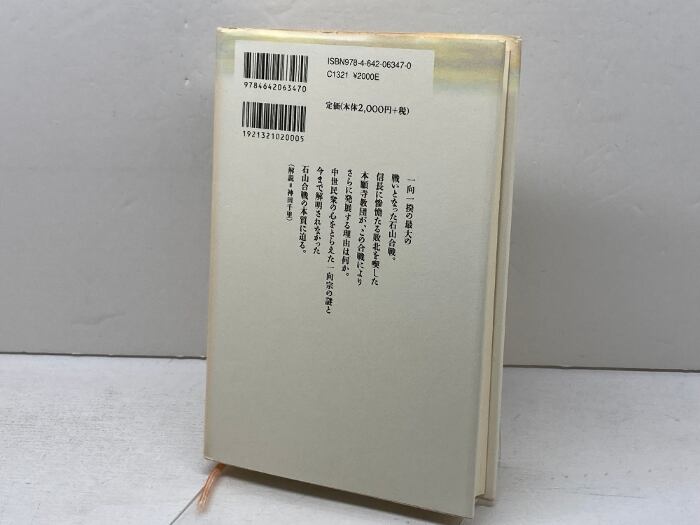 ISBN978-4-642-06347-0
C1321 ¥2000E
9784642063470
定価(本体2,000円+税)
1921321020005
一向一揆の最大の
戦いとなった石山合戦。
信長に惨憺たる敗北を喫した
本願寺教団が、この合戦により
さらに発展する理由は何か。
中世民衆の心をとらえた一向宗の謎と
今まで解明されなかった
石山合戦の本質に迫る。
(解説=神田千里)